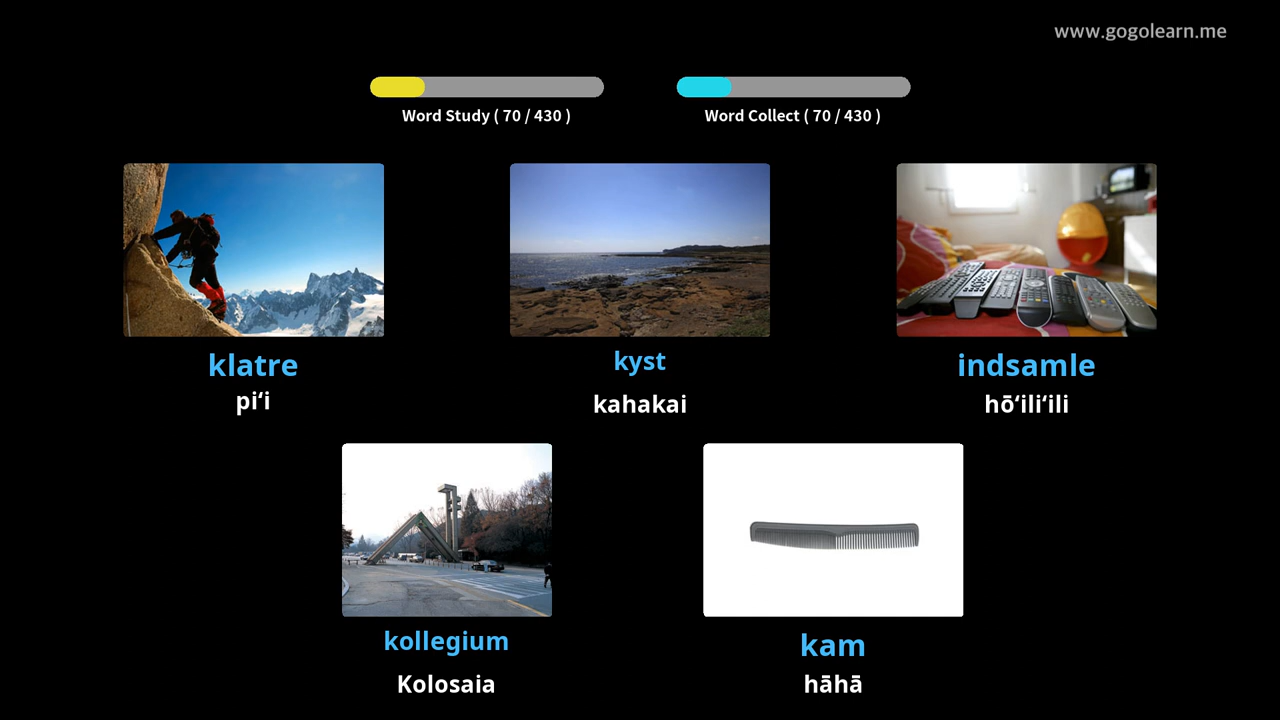 www.gogolearn.me
Word Study ( 70 / 430 )
Word Collect ( 70 / 430 )
klatre
piʻi
kyst
kahakai
indsamle
hōʻiliʻili
kollegium
Kolosaia
kam
hāhā